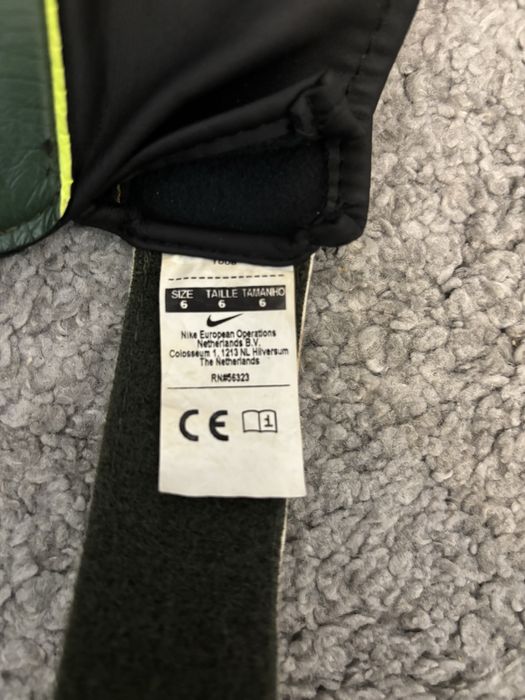 SIZE TAILLE TAMANHO
6 6 6
Nike European Operations
Netherlands B.V.
Colosseum 1, 1213 NL Hilversum
The Netherlands
RN#56323
CE
i